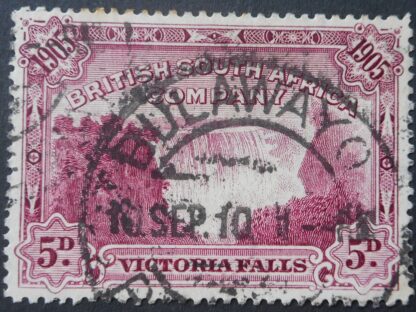 1905 1905
BRITISH SOUTH AFRICA
COMPANY
BULAWAYO
10 SEP. 10
5D. 5D.
VICTORIA FALLS